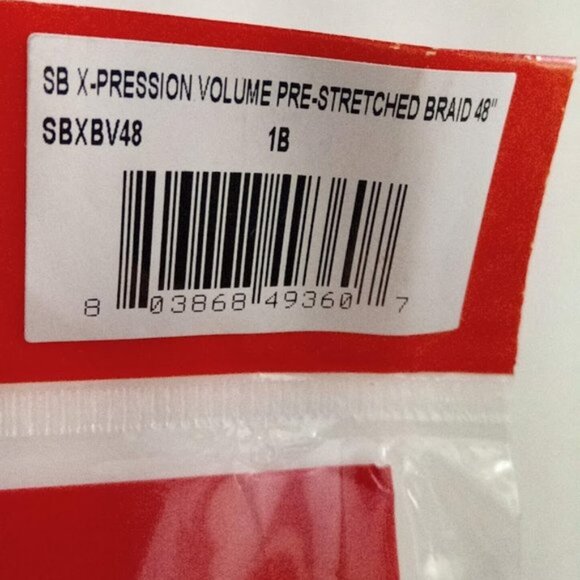 SB X-PRESSION VOLUME PRE-STRETCHED BRAID 48"
SBXBV48 1B
8 03868 49360 7